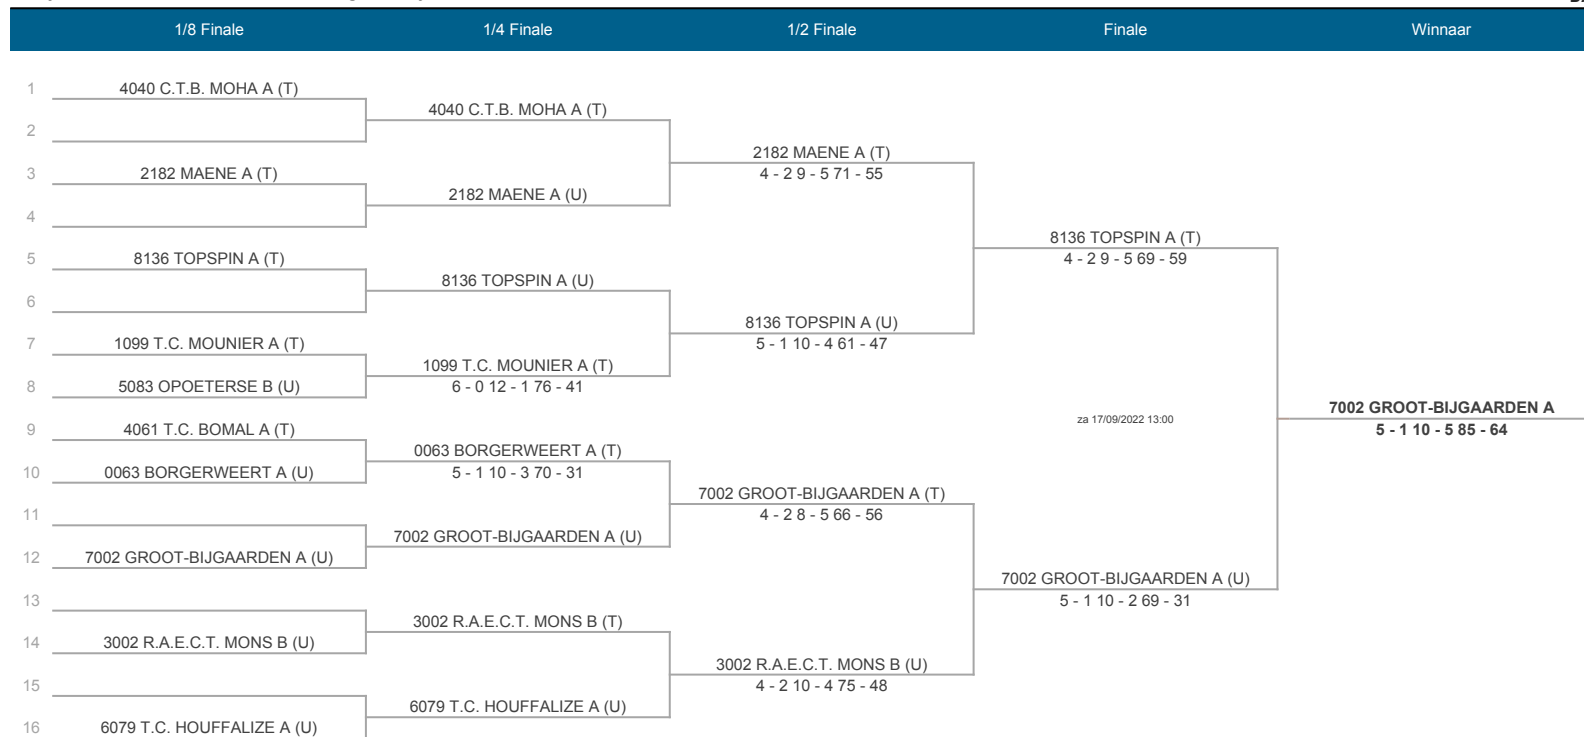 1/8 Finale
1/4 Finale
1/2 Finale
Finale
Winnaar
1
4040 C.T.B. MOHA A (T)
4040 C.T.B. MOHA A (T)
2
2182 MAENE A (T)
4 - 2 9 - 5 71 - 55
3
2182 MAENE A (T)
2182 MAENE A (U)
4
8136 TOPSPIN A (T)
4 - 2 9 - 5 69 - 59
5
8136 TOPSPIN A (T)
8136 TOPSPIN A (U)
6
8136 TOPSPIN A (U)
5 - 1 10 - 4 61 - 47
7
1099 T.C. MOUNIER A (T)
1099 T.C. MOUNIER A (T)
6 - 0 12 - 1 76 - 41
8
5083 OPOETERSE B (U)
za 17/09/2022 13:00
7002 GROOT-BIJGAARDEN A
5 - 1 10 - 5 85 - 64
9
4061 T.C. BOMAL A (T)
0063 BORGERWEERT A (T)
5 - 1 10 - 3 70 - 31
10
0063 BORGERWEERT A (U)
7002 GROOT-BIJGAARDEN A (T)
4 - 2 8 - 5 66 - 56
11
7002 GROOT-BIJGAARDEN A (U)
12
7002 GROOT-BIJGAARDEN A (U)
7002 GROOT-BIJGAARDEN A (U)
5 - 1 10 - 2 69 - 31
13
3002 R.A.E.C.T. MONS B (T)
14
3002 R.A.E.C.T. MONS B (U)
3002 R.A.E.C.T. MONS B (U)
4 - 2 10 - 4 75 - 48
15
6079 T.C. HOUFFALIZE A (U)
16
6079 T.C. HOUFFALIZE A (U)